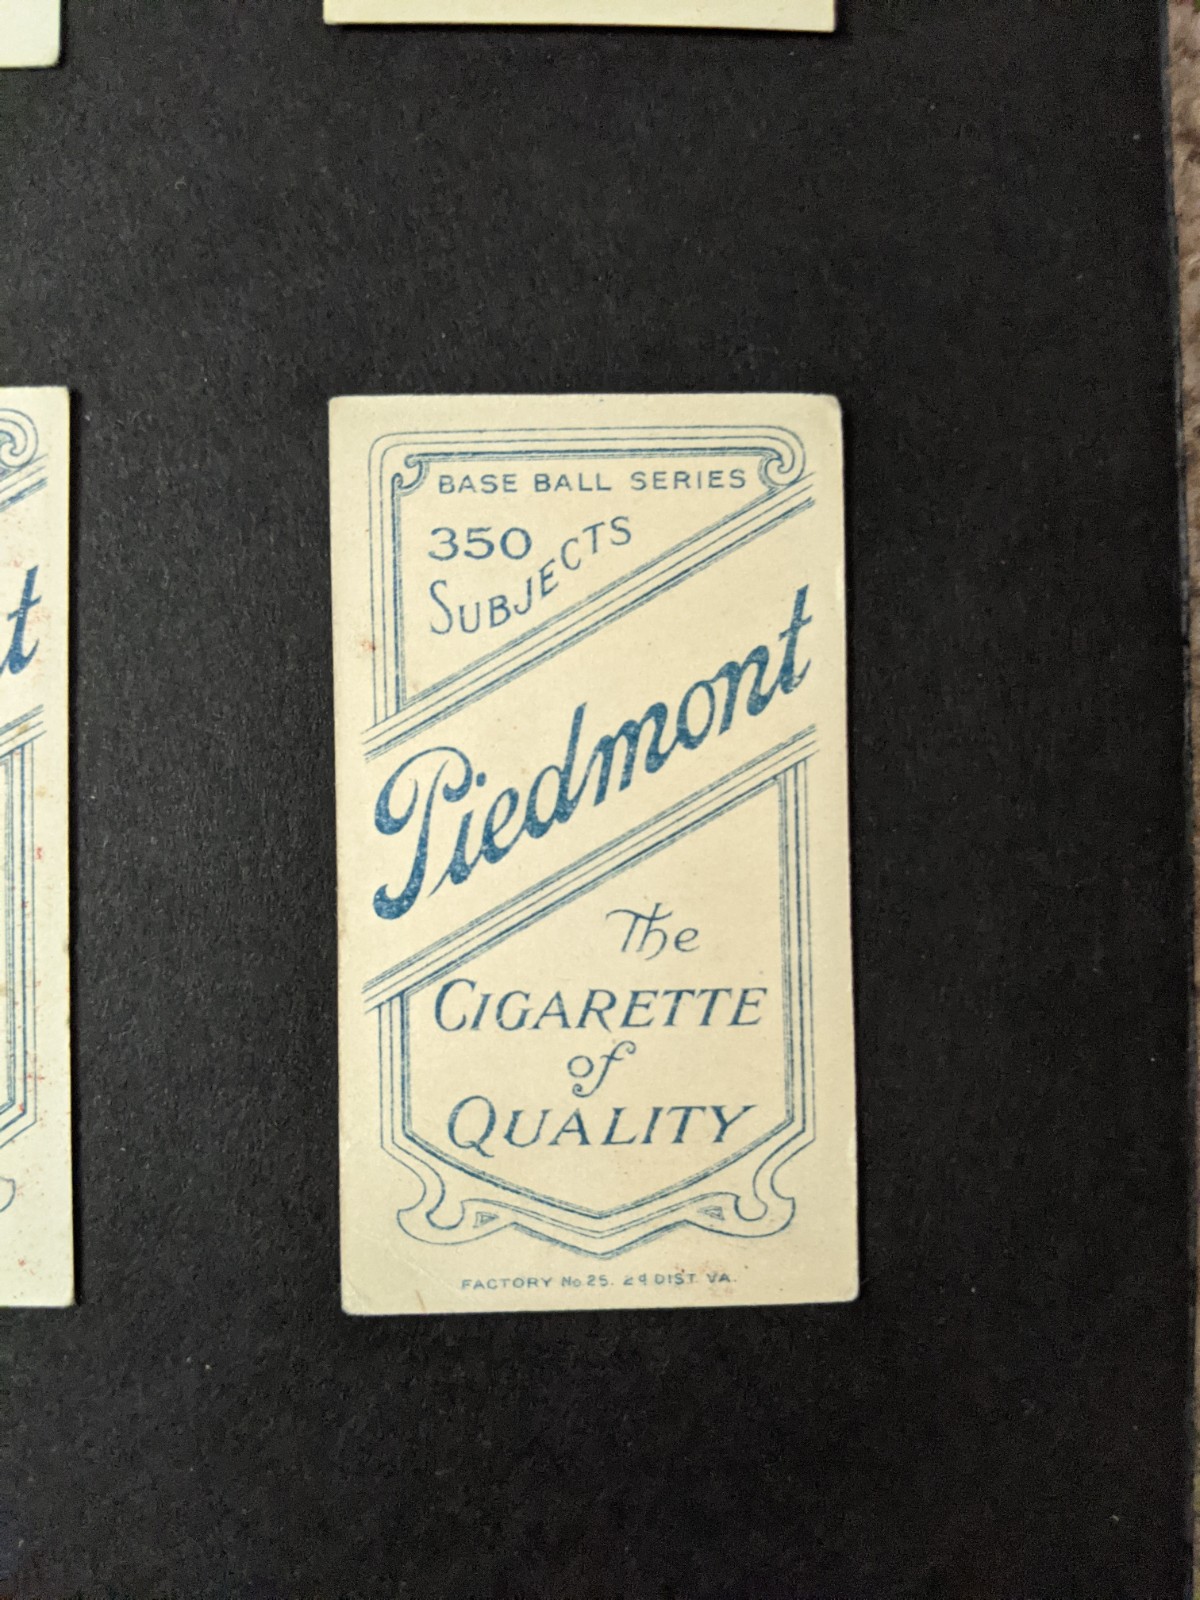 BASE BALL SERIES
350
SUBJECTS
Piedmont
The
CIGARETTE
of
QUALITY
FACTORY No 25. 2d DIST. VA.
t